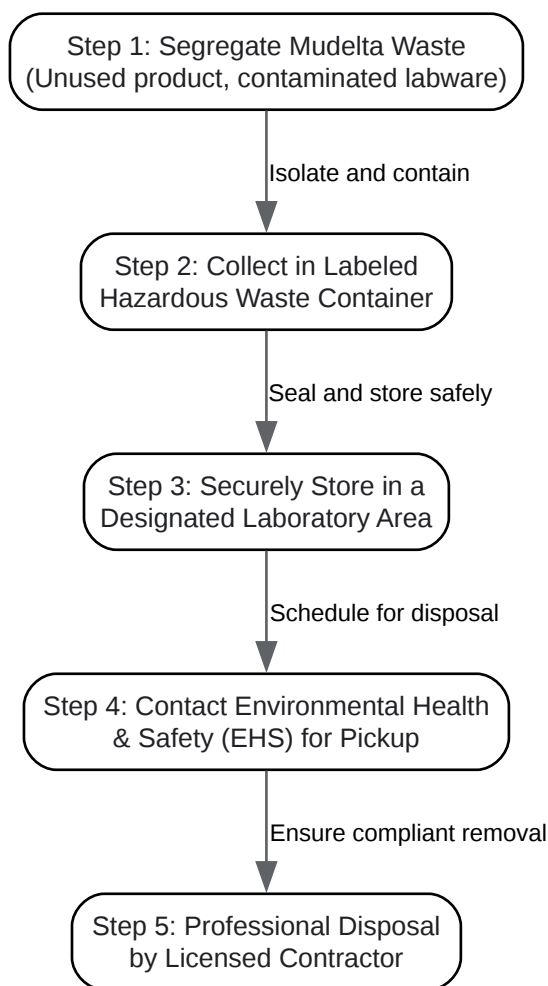 Step 1: Segregate Mudelta Waste
(Unused product, contaminated labware)
Isolate and contain
Step 2: Collect in Labeled
Hazardous Waste Container
Seal and store safely
Step 3: Securely Store in a
Designated Laboratory Area
Schedule for disposal
Step 4: Contact Environmental Health
& Safety (EHS) for Pickup
Ensure compliant removal
Step 5: Professional Disposal
by Licensed Contractor